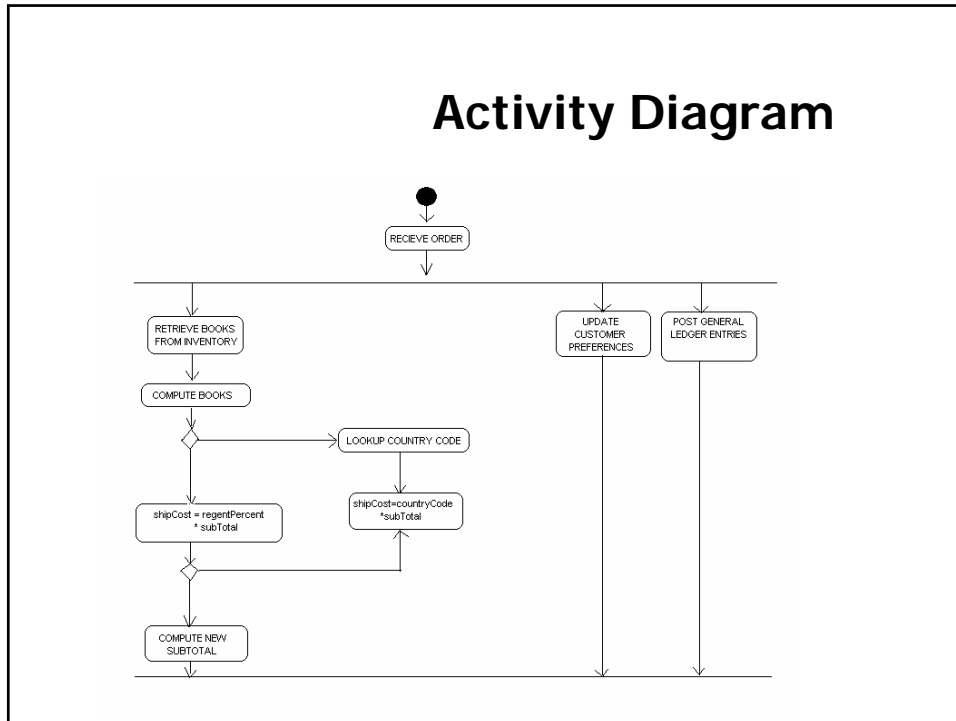 Activity Diagram
RECIEVE ORDER
RETRIEVE BOOKS
FROM INVENTORY
UPDATE
CUSTOMER
PREFERENCES
POST GENERAL
LEDGER ENTRIES
COMPUTE BOOKS
LOOKUP COUNTRY CODE
shipCost = regentPercent
* subTotal
shipCost=countryCode
*subTotal
COMPUTE NEW
SUBTOTAL